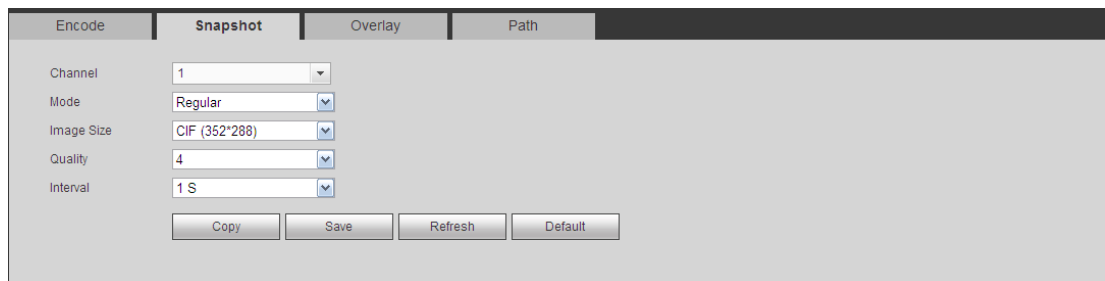 Encode Snapshot Overlay Path
Channel 1
Mode Regular
Image Size CIF (352*288)
Quality 4
Interval 1 S
Copy Save Refresh Default